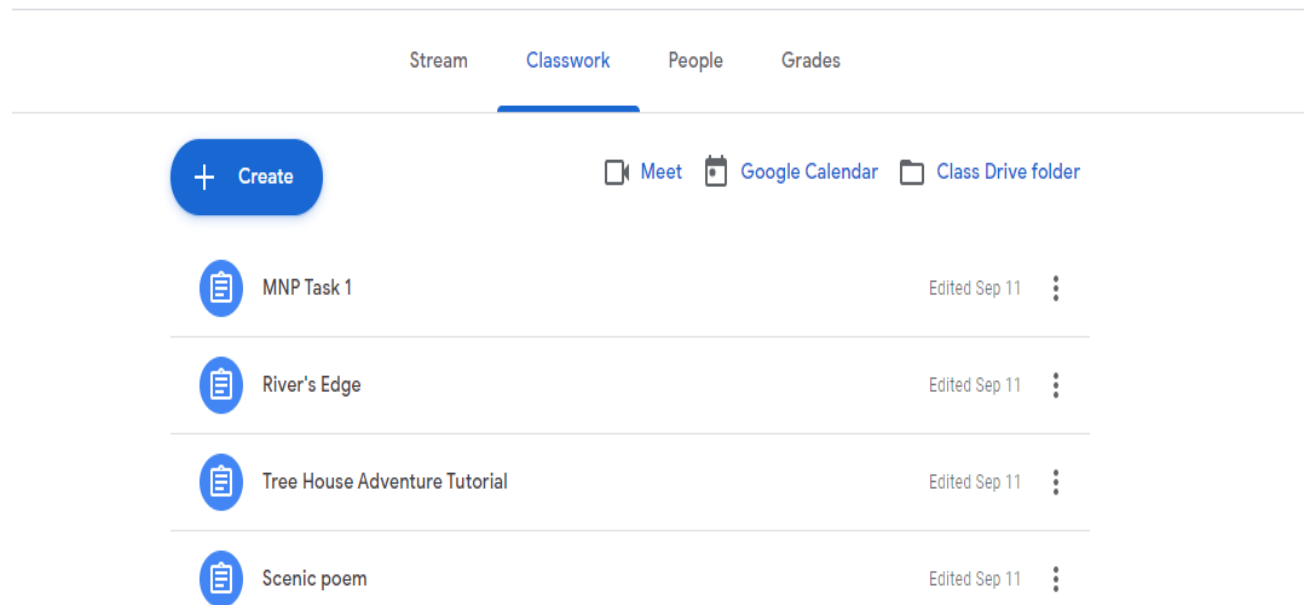 Stream Classwork People Grades
+ Create Meet Google Calendar Class Drive folder
MNP Task 1 Edited Sep 11
River's Edge Edited Sep 11
Tree House Adventure Tutorial Edited Sep 11
Scenic poem Edited Sep 11